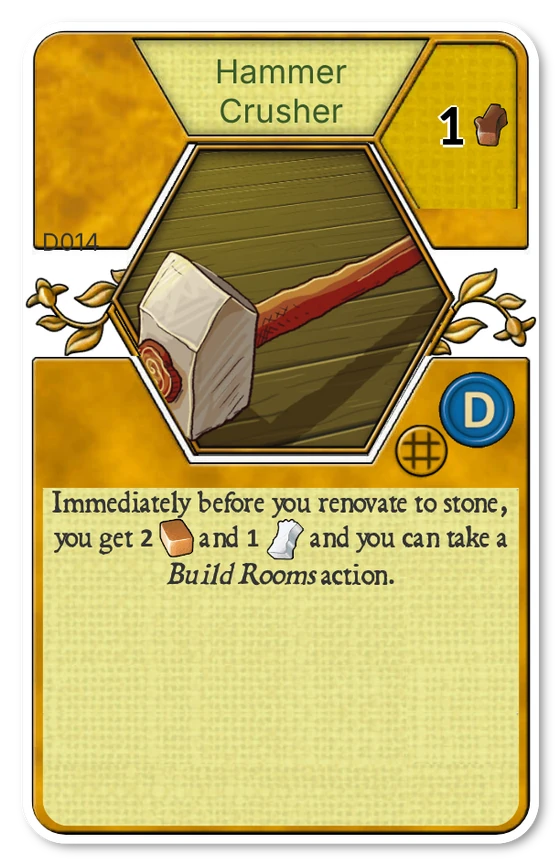 Hammer
Crusher
1
D014
D
Immediately before you renovate to stone,
you get 2 and 1 and you can take a
Build Rooms action.